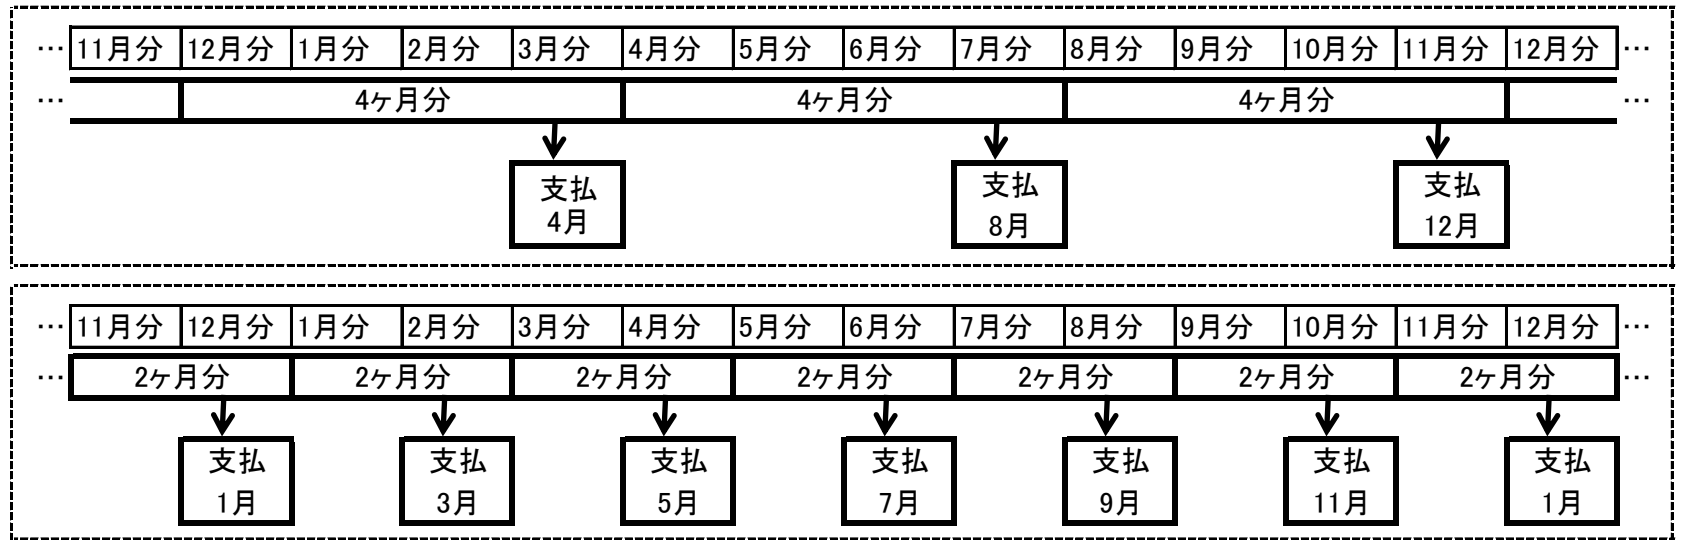 … 11月分 12月分 1月分 2月分 3月分 4月分 5月分 6月分 7月分 8月分 9月分 10月分 11月分 12月分 …
… 4ヶ月分 4ヶ月分 4ヶ月分 …
支払 支払 支払
4月 8月 12月
… 11月分 12月分 1月分 2月分 3月分 4月分 5月分 6月分 7月分 8月分 9月分 10月分 11月分 12月分 …
… 2ヶ月分 2ヶ月分 2ヶ月分 2ヶ月分 2ヶ月分 2ヶ月分 2ヶ月分 …
支払 支払 支払 支払 支払 支払 支払
1月 3月 5月 7月 9月 11月 1月